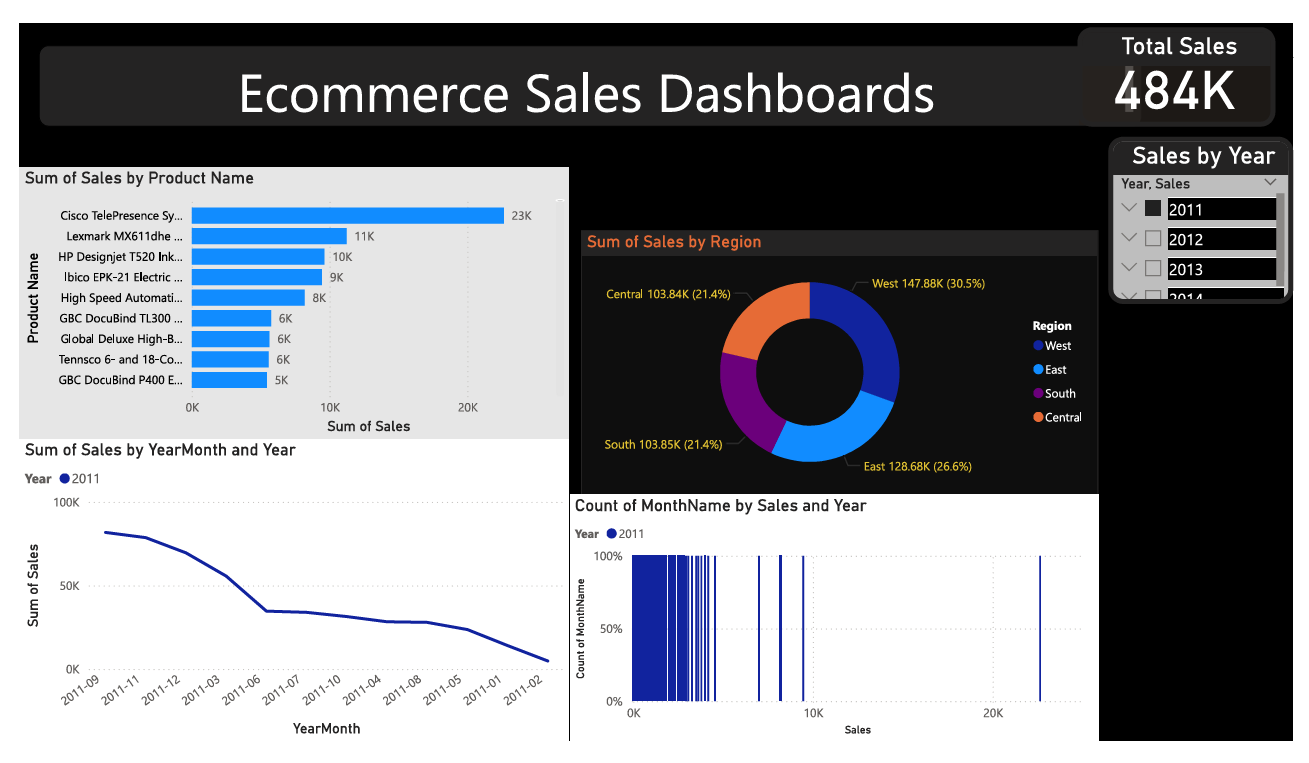 Ecommerce Sales Dashboards
Total Sales
484K
Sales by Year
Year, Sales
2011
2012
2013
2014
Sum of Sales by Product Name
Product Name
Cisco TelePresence Sy... 23K
Lexmark MX611dhe ... 11K
HP Designjet T520 Ink... 10K
Ibico EPK-21 Electric ... 9K
High Speed Automati... 8K
GBC DocuBind TL300 ... 6K
Global Deluxe High-B... 6K
Tennsco 6- and 18-Co... 6K
GBC DocuBind P400 E... 5K
0K 10K 20K
Sum of Sales
Sum of Sales by Region
Central 103.84K (21.4%)
West 147.88K (30.5%)
South 103.85K (21.4%)
East 128.68K (26.6%)
Region
West
East
South
Central
Sum of Sales by YearMonth and Year
Year 2011
Sum of Sales
100K
50K
0K
2011-09 2011-11 2011-12 2011-03 2011-06 2011-07 2011-10 2011-04 2011-08 2011-05 2011-01 2011-02
YearMonth
Count of MonthName by Sales and Year
Year 2011
Count of MonthName
100%
50%
0%
0K 10K 20K
Sales